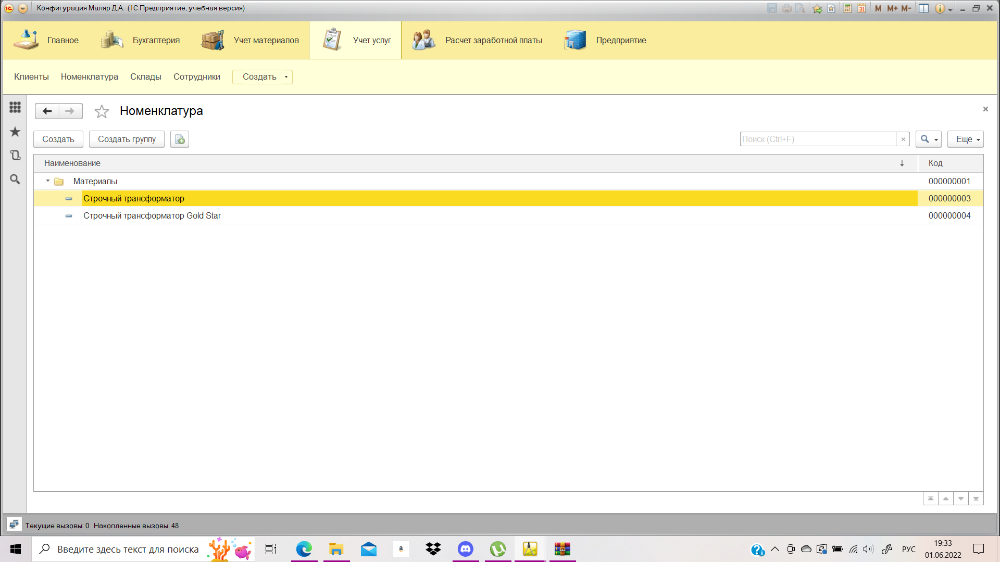 Конфигурация Маляр Д.А. (1С:Предприятие, учебная версия)
M M+ M-
Главное
Бухгалтерия
Учет материалов
Учет услуг
Расчет заработной платы
Предприятие
Клиенты Номенклатура Склады Сотрудники Создать
Номенклатура
Создать Создать группу Поиск (Ctrl+F) Еще
Наименование Код
Материалы 000000001
Строчный трансформатор 000000003
Строчный трансформатор Gold Star 000000004
Текущие вызовы: 0 Накопленные вызовы: 48
Введите здесь текст для поиска
a
РУС
19:33
01.06.2022